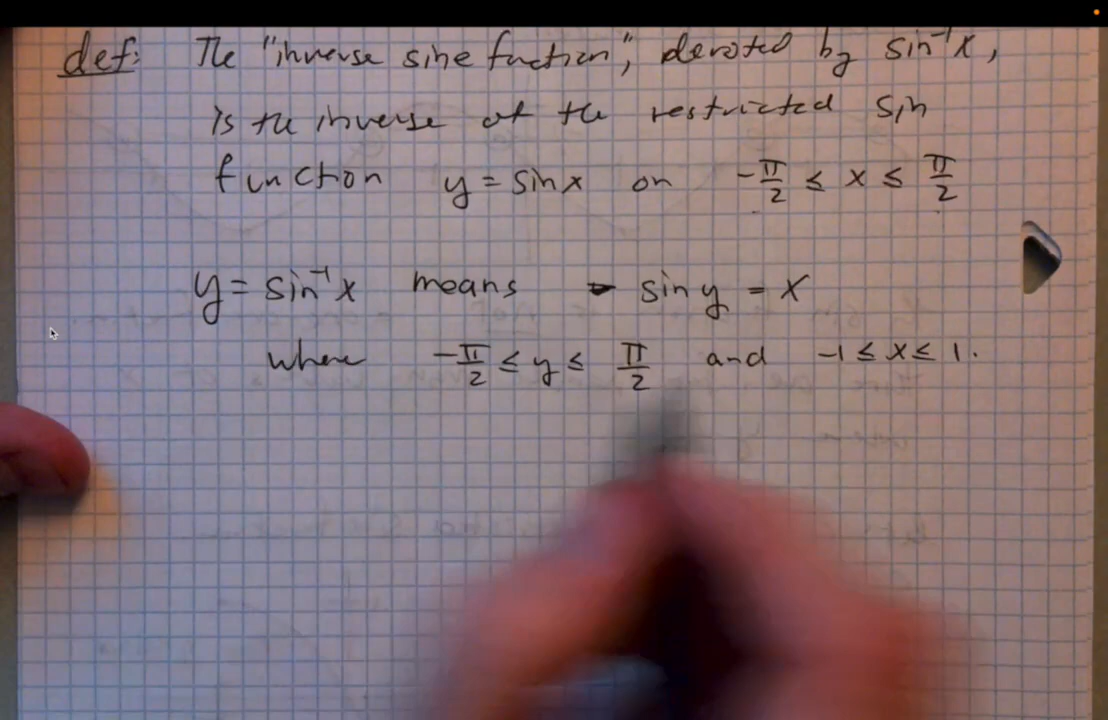 def: The "inverse sine function", denoted by sin⁻¹x,
is the inverse of the restricted sin
function y = sinx on -π/2 ≤ x ≤ π/2
y = sin⁻¹x means sin y = x
where -π/2 ≤ y ≤ π/2 and -1 ≤ x ≤ 1.